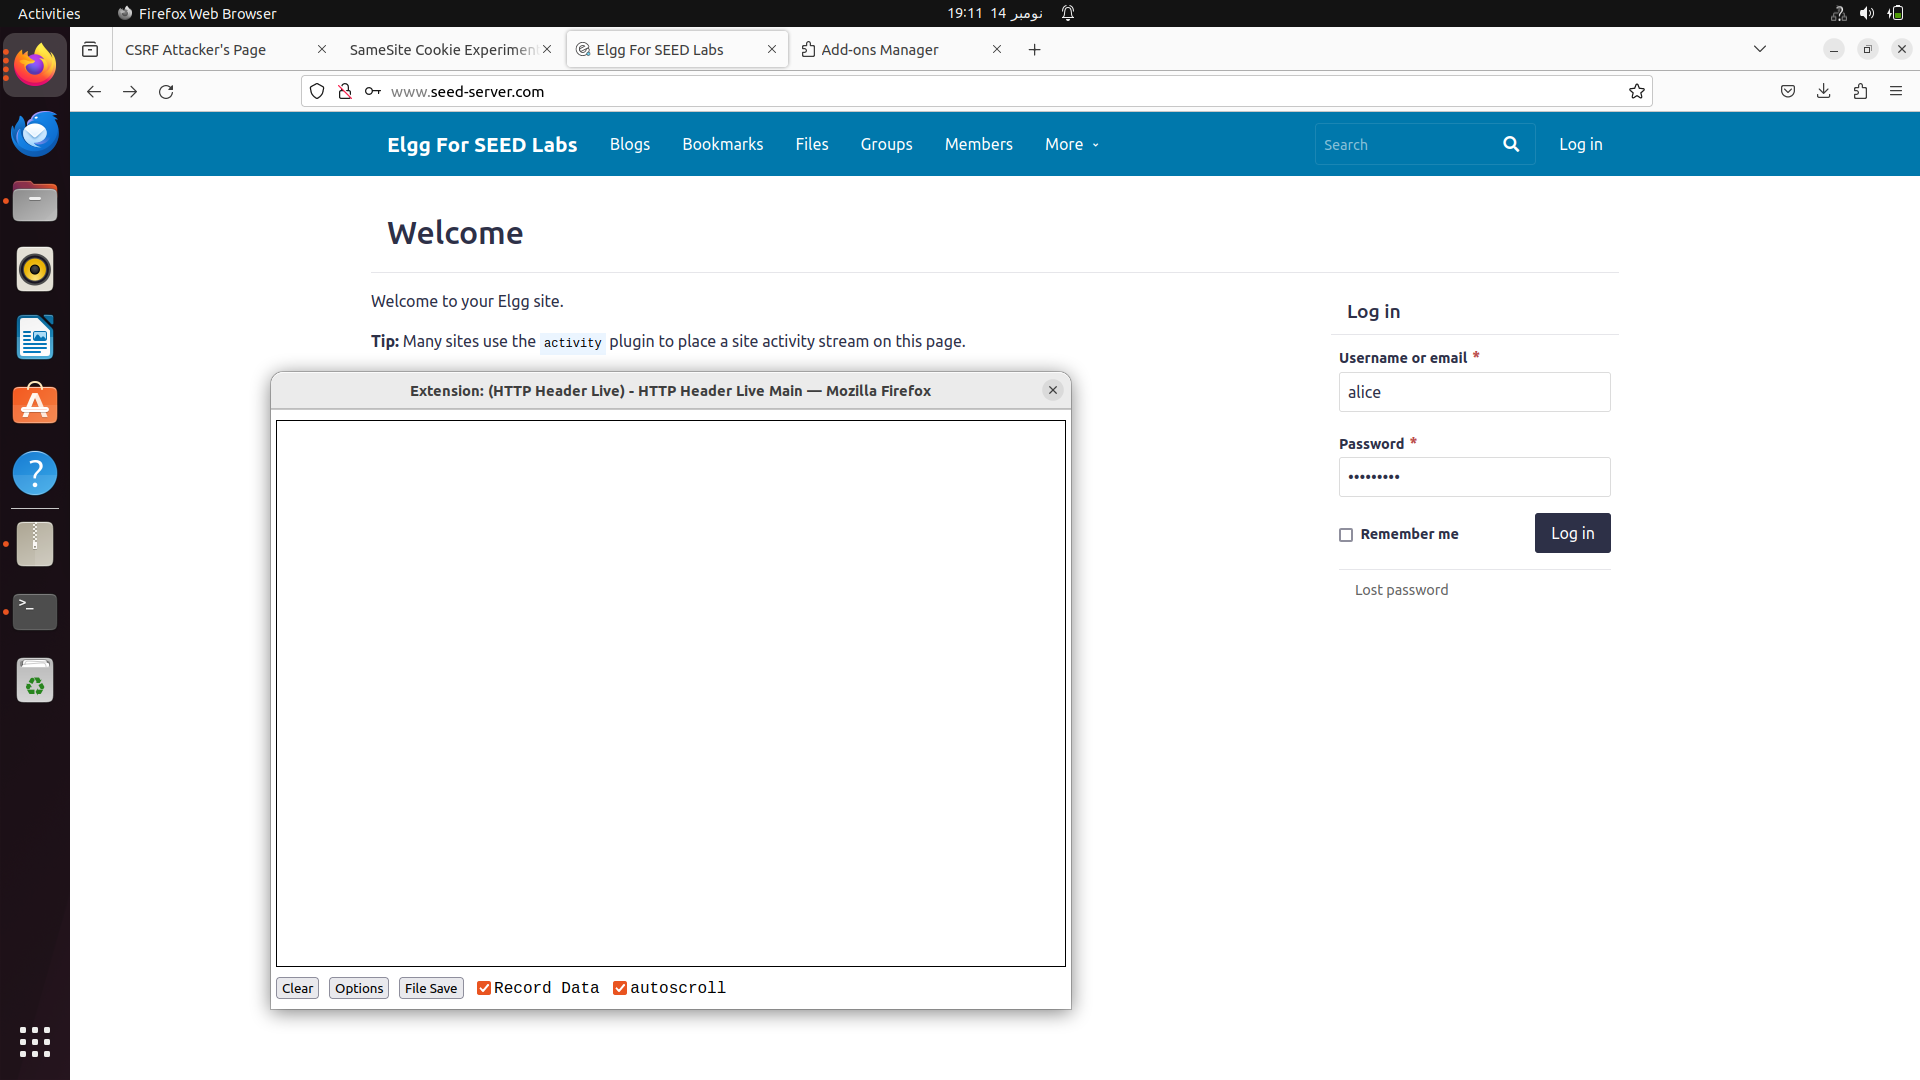 Activities
Firefox Web Browser
19:11 14 نومبر
CSRF Attacker's Page
SameSite Cookie Experimen
Elgg For SEED Labs
Add-ons Manager
www.seed-server.com
Elgg For SEED Labs
Blogs
Bookmarks
Files
Groups
Members
More
Search
Log in
Welcome
Welcome to your Elgg site.
Tip: Many sites use the activity plugin to place a site activity stream on this page.
Log in
Username or email *
alice
Password *
•••••••••
Remember me
Log in
Lost password
Extension: (HTTP Header Live) - HTTP Header Live Main — Mozilla Firefox
Clear
Options
File Save
Record Data
autoscroll